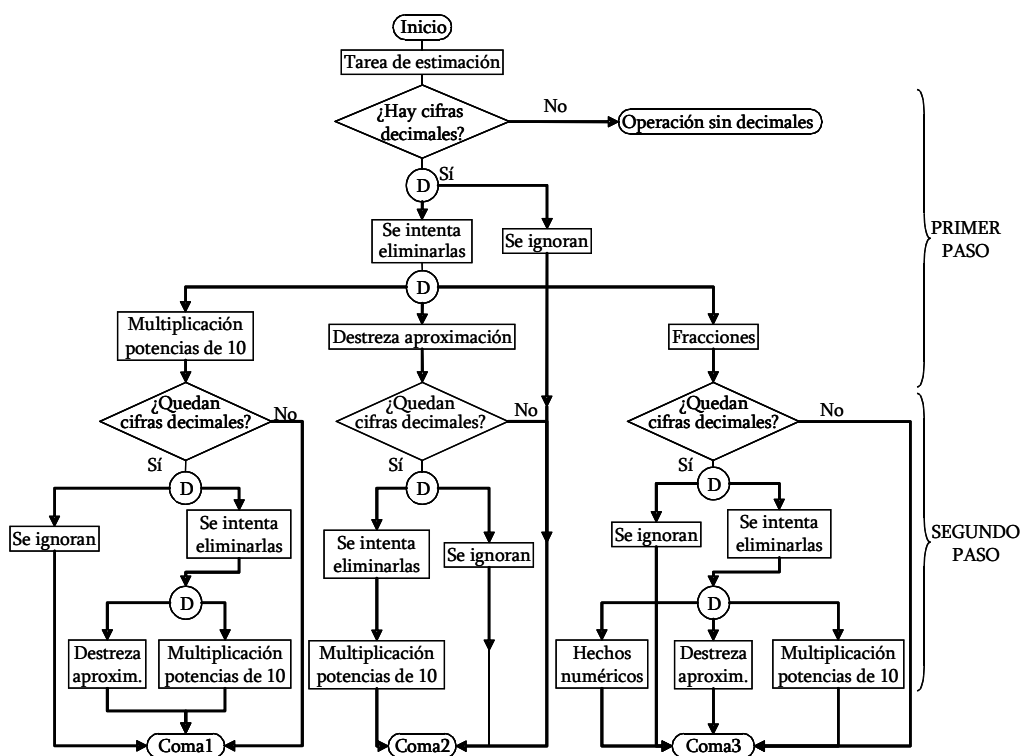 Inicio
Tarea de estimación
¿Hay cifras
decimales?
No
Operación sin decimales
Sí
D
Se intenta
eliminarlas
Se ignoran
PRIMER
PASO
D
Multiplicación
potencias de 10
Destreza aproximación
Fracciones
¿Quedan
cifras decimales?
No
¿Quedan
cifras decimales?
No
¿Quedan
cifras decimales?
No
Sí
D
Sí
D
Sí
D
Se ignoran
Se intenta
eliminarlas
Se intenta
eliminarlas
Se ignoran
Se ignoran
Se intenta
eliminarlas
SEGUNDO
PASO
D
D
Destreza
aproxim.
Multiplicación
potencias de 10
Multiplicación
potencias de 10
Hechos
numéricos
Destreza
aproxim.
Multiplicación
potencias de 10
Coma1
Coma2
Coma3